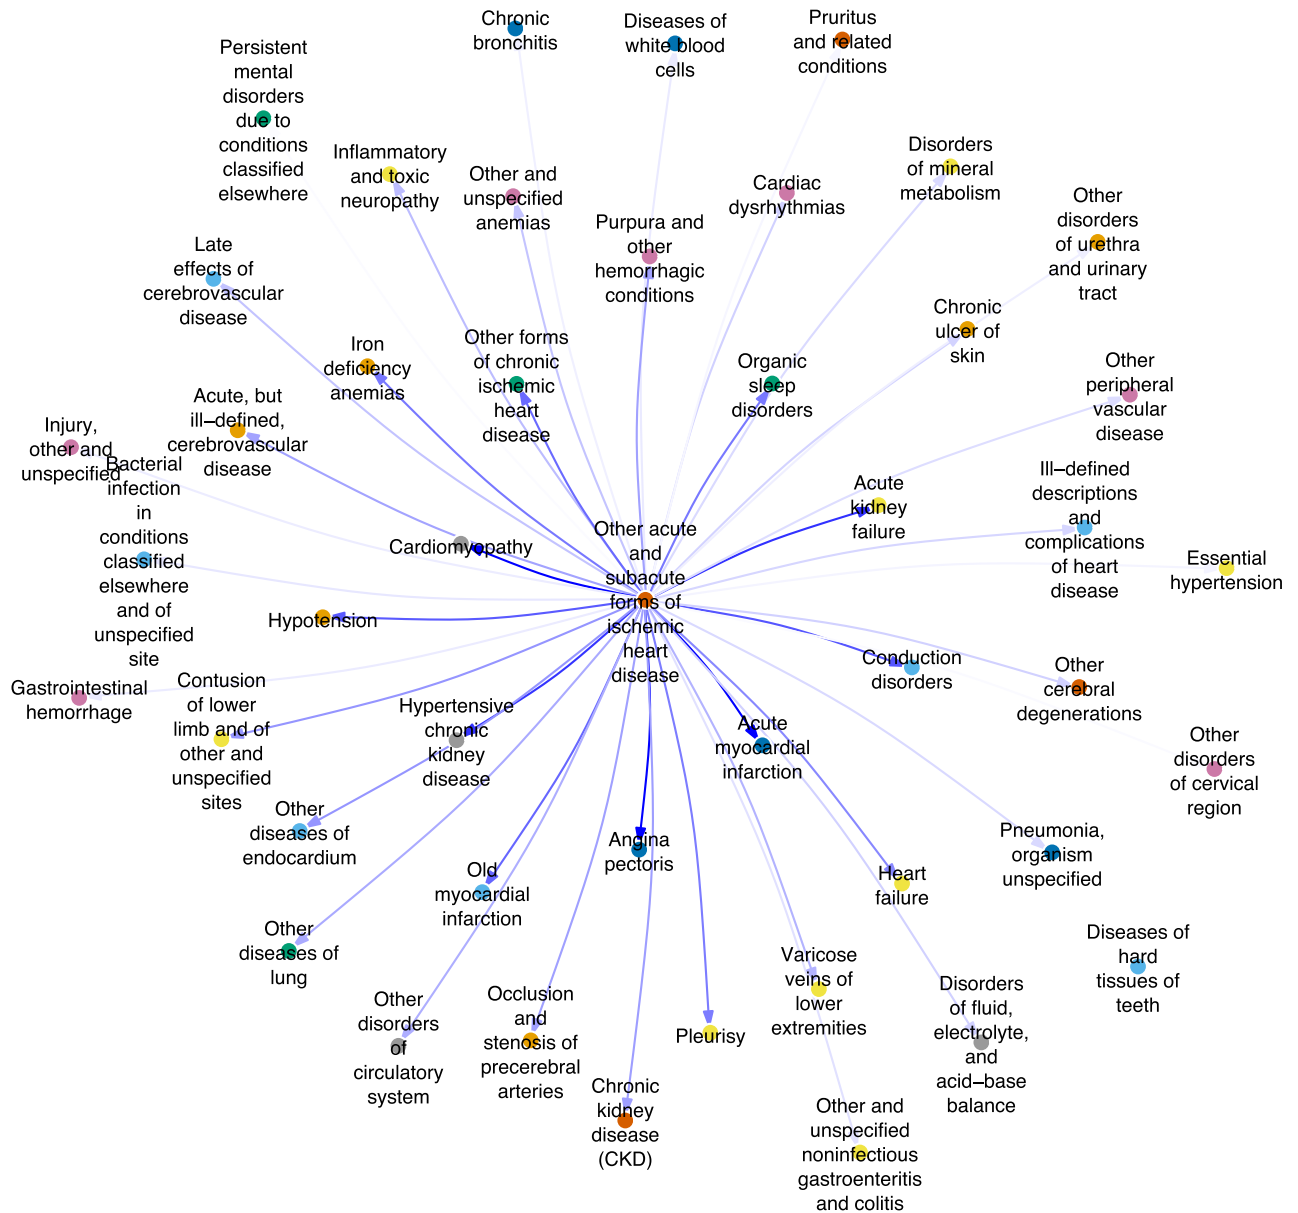 Chronic
bronchitis
Diseases of
white blood
cells
Pruritus
and related
conditions
Persistent
mental
disorders
due to
conditions
classified
elsewhere
Inflammatory
and toxic
neuropathy
Other and
unspecified
anemias
Purpura and
other
hemorrhagic
conditions
Cardiac
dysrhythmias
Disorders
of mineral
metabolism
Other
disorders
of urethra
and urinary
tract
Late
effects of
cerebrovascular
disease
Iron
deficiency
anemias
Other forms
of chronic
ischemic
heart
disease
Organic
sleep
disorders
Chronic
ulcer of
skin
Other
peripheral
vascular
disease
Injury,
other and
unspecified
Acute, but
ill–defined,
cerebrovascular
disease
Bacterial
infection
in
conditions
classified
elsewhere
and of
unspecified
site
Cardiomyopathy
Other acute
and
subacute
forms of
ischemic
heart
disease
Acute
kidney
failure
Ill–defined
descriptions
and
complications
of heart
disease
Essential
hypertension
Hypotension
Conduction
disorders
Other
cerebral
degenerations
Gastrointestinal
hemorrhage
Contusion
of lower
limb and of
other and
unspecified
sites
Hypertensive
chronic
kidney
disease
Acute
myocardial
infarction
Other
disorders
of cervical
region
Other
diseases of
endocardium
Old
myocardial
infarction
Angina
pectoris
Heart
failure
Pneumonia,
organism
unspecified
Other
diseases of
lung
Diseases of
hard
tissues of
teeth
Other
disorders
of
circulatory
system
Occlusion
and
stenosis of
precerebral
arteries
Chronic
kidney
disease
(CKD)
Pleurisy
Varicose
veins of
lower
extremities
Disorders
of fluid,
electrolyte,
and
acid–base
balance
Other and
unspecified
noninfectious
gastroenteritis
and colitis